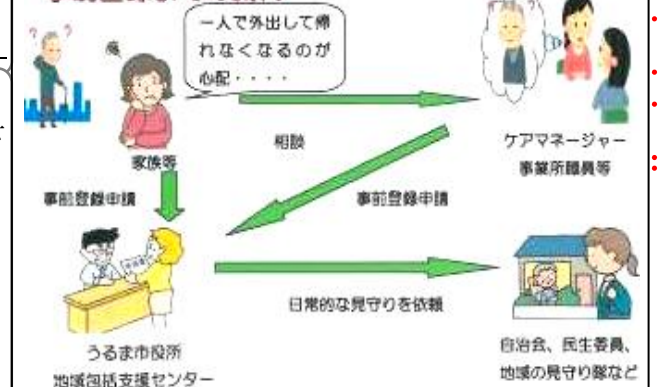 一人で外出して帰
れなくなるのが
心配・・・・
相談
家族等
ケアマネージャー
事業所職員等
事前登録申請
事前登録申請
日常的な見守りを依頼
うるま市役所
地域包括支援センター
自治会、民生委員、
地域の見守り隊など